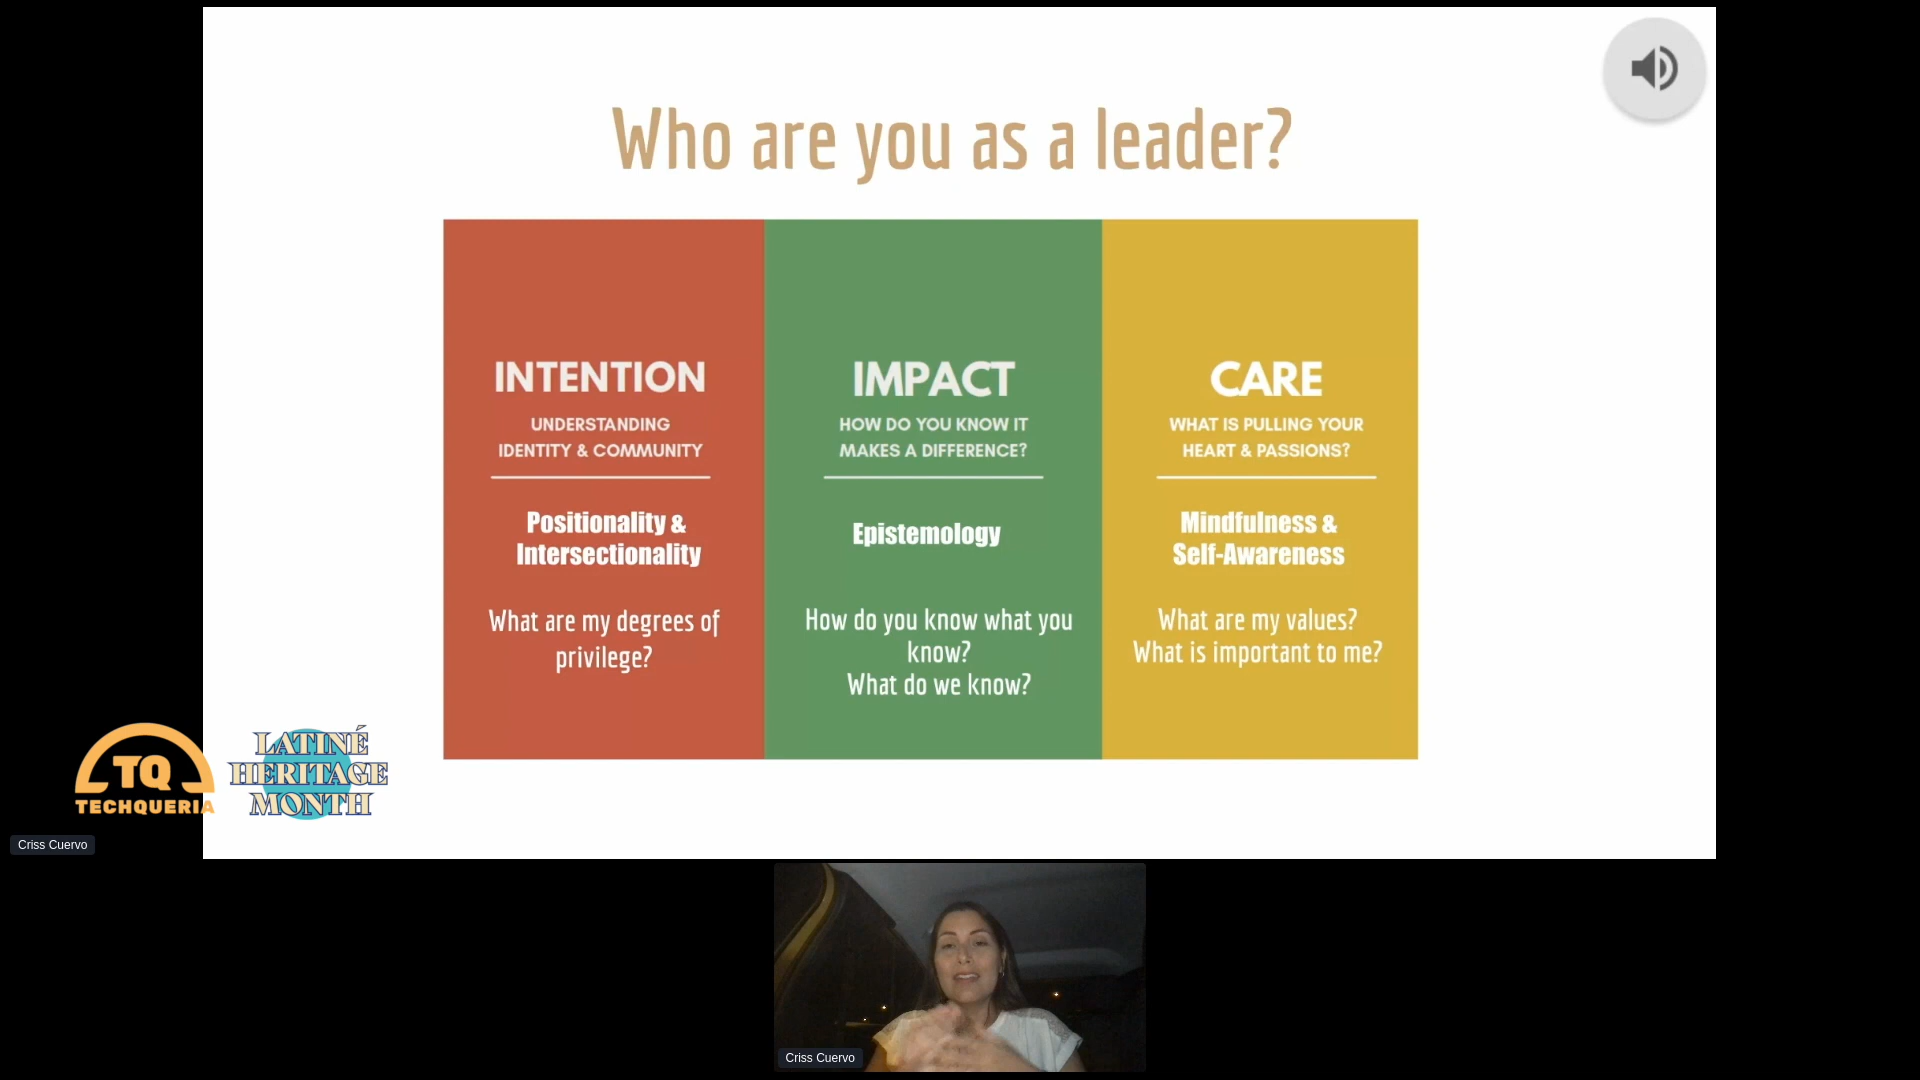 Who are you as a leader?
INTENTION
UNDERSTANDING
IDENTITY & COMMUNITY
Positionality &
Intersectionality
What are my degrees of
privilege?
IMPACT
HOW DO YOU KNOW IT
MAKES A DIFFERENCE?
Epistemology
How do you know what you
know?
What do we know?
CARE
WHAT IS PULLING YOUR
HEART & PASSIONS?
Mindfulness &
Self-Awareness
What are my values?
What is important to me?
TQ
TECHQUERIA
LATINÉ
HERITAGE
MONTH
Criss Cuervo
Criss Cuervo